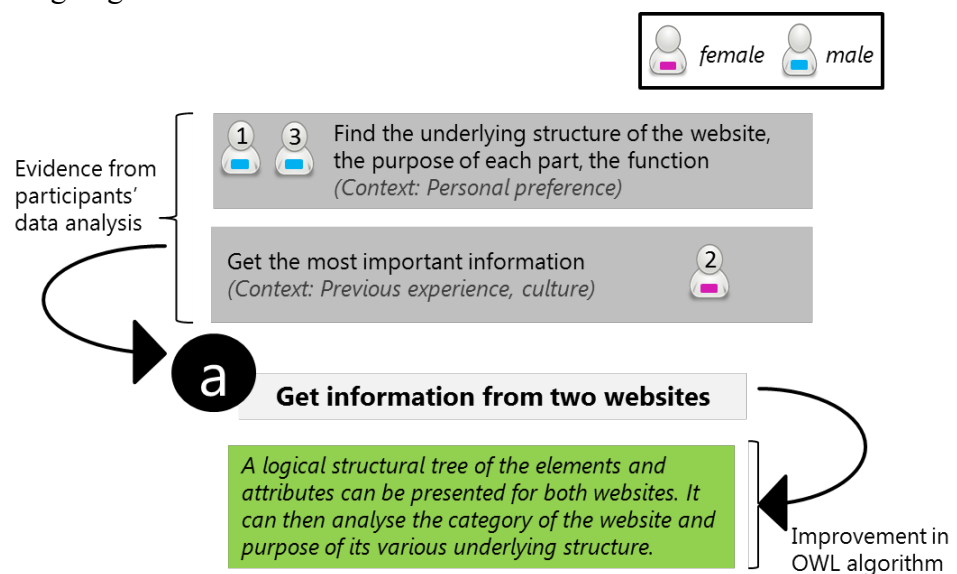 female male
1 3 Find the underlying structure of the website,
the purpose of each part, the function
(Context: Personal preference)
Evidence from
participants'
data analysis
Get the most important information
(Context: Previous experience, culture)
2
a
Get information from two websites
A logical structural tree of the elements and
attributes can be presented for both websites. It
can then analyse the category of the website and
purpose of its various underlying structure.
Improvement in
OWL algorithm